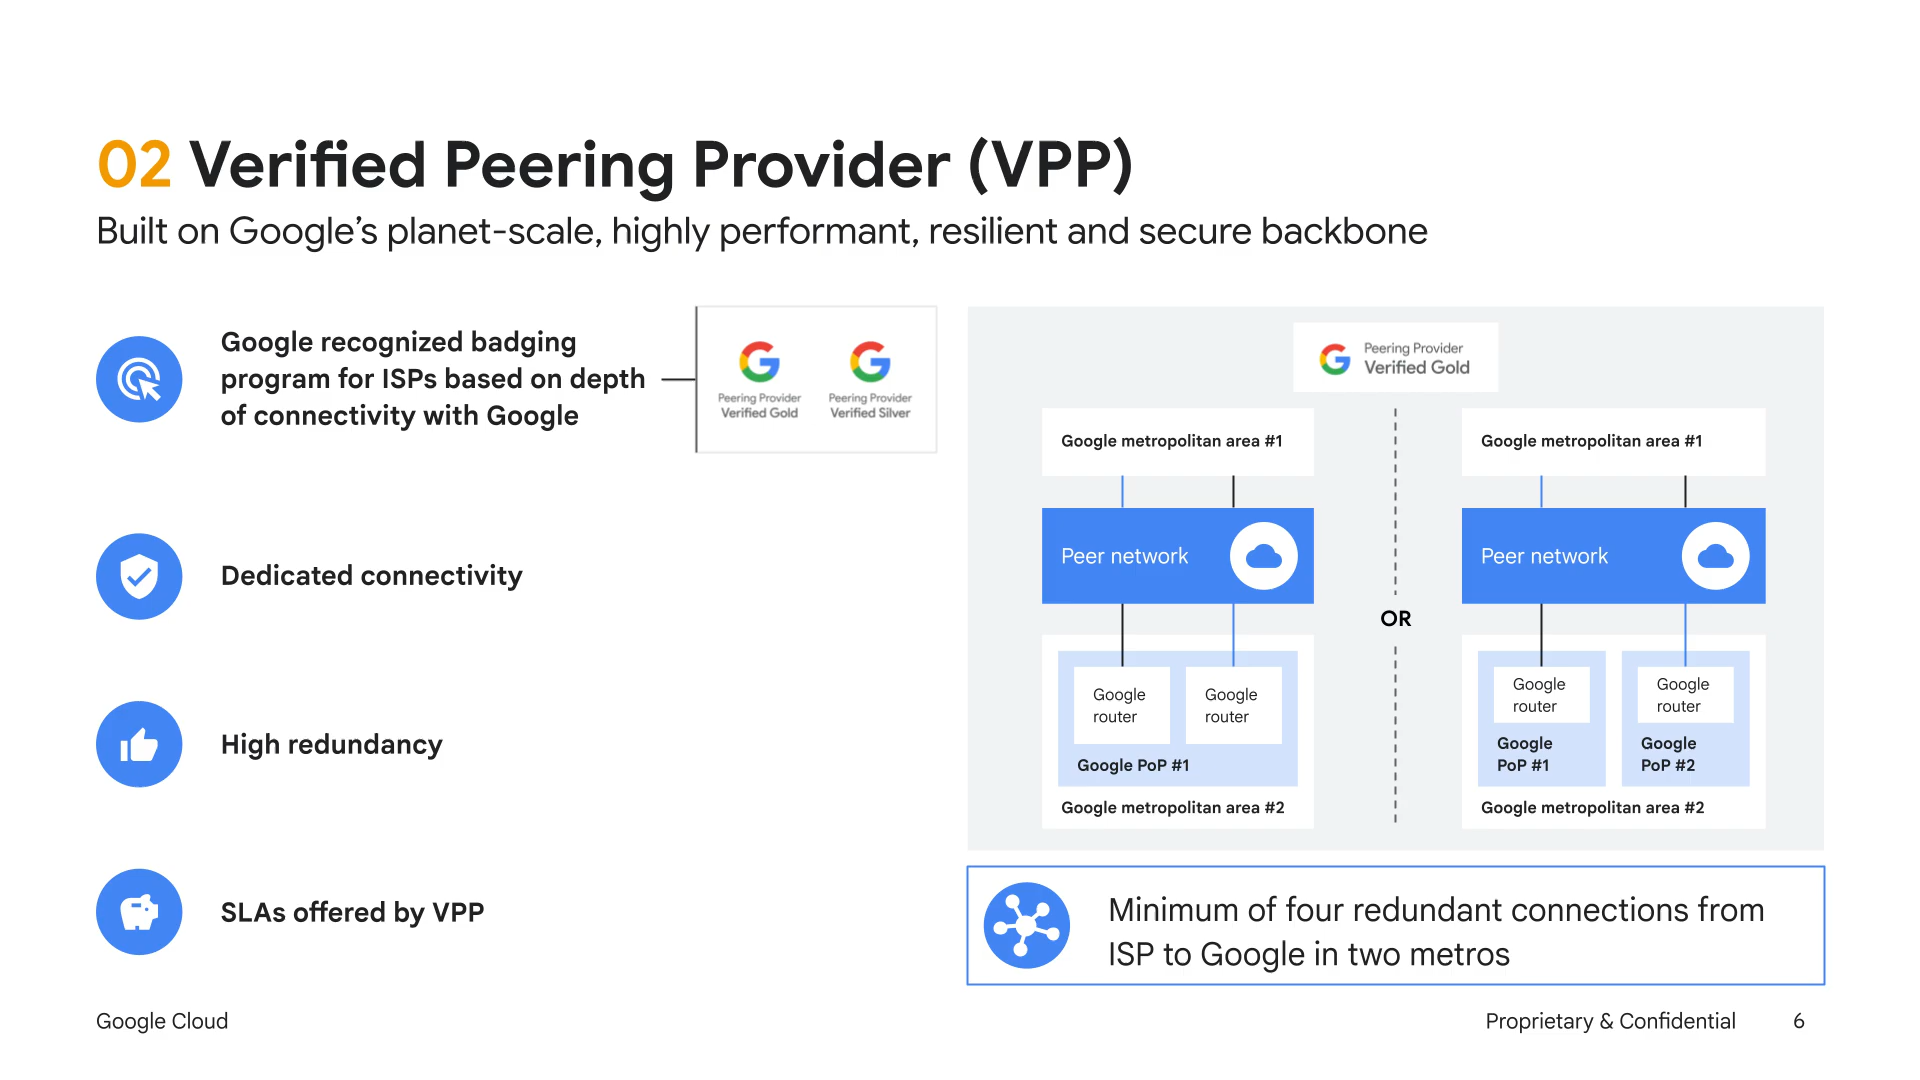 02 Verified Peering Provider (VPP)
Built on Google's planet-scale, highly performant, resilient and secure backbone
Google recognized badging
program for ISPs based on depth
of connectivity with Google
Peering Provider
Verified Gold
Peering Provider
Verified Silver
Dedicated connectivity
High redundancy
SLAs offered by VPP
Peering Provider
Verified Gold
Google metropolitan area #1
Peer network
Google
router
Google
router
Google PoP #1
Google metropolitan area #2
OR
Google metropolitan area #1
Peer network
Google
router
Google
PoP #1
Google
router
Google
PoP #2
Google metropolitan area #2
Minimum of four redundant connections from
ISP to Google in two metros
Google Cloud
Proprietary & Confidential
6